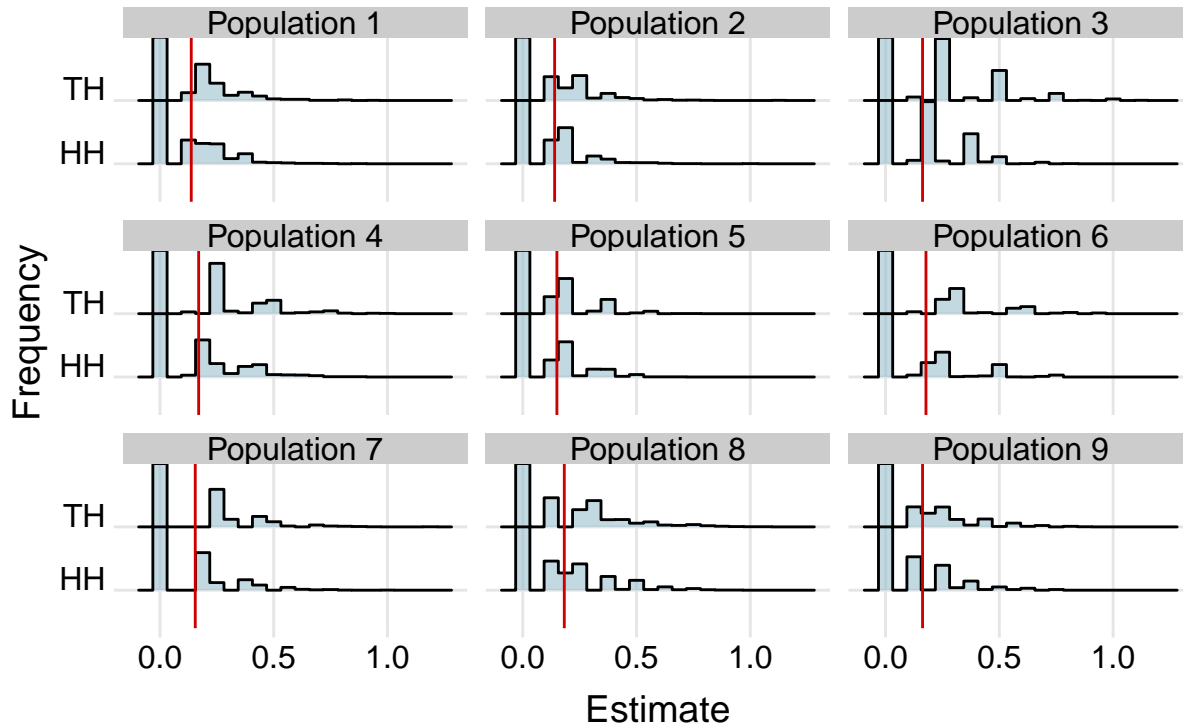 Population 1 Population 2 Population 3
TH
HH
Population 4 Population 5 Population 6
TH
HH
Population 7 Population 8 Population 9
TH
HH
0.0 0.5 1.0 0.0 0.5 1.0 0.0 0.5 1.0
Estimate
Frequency